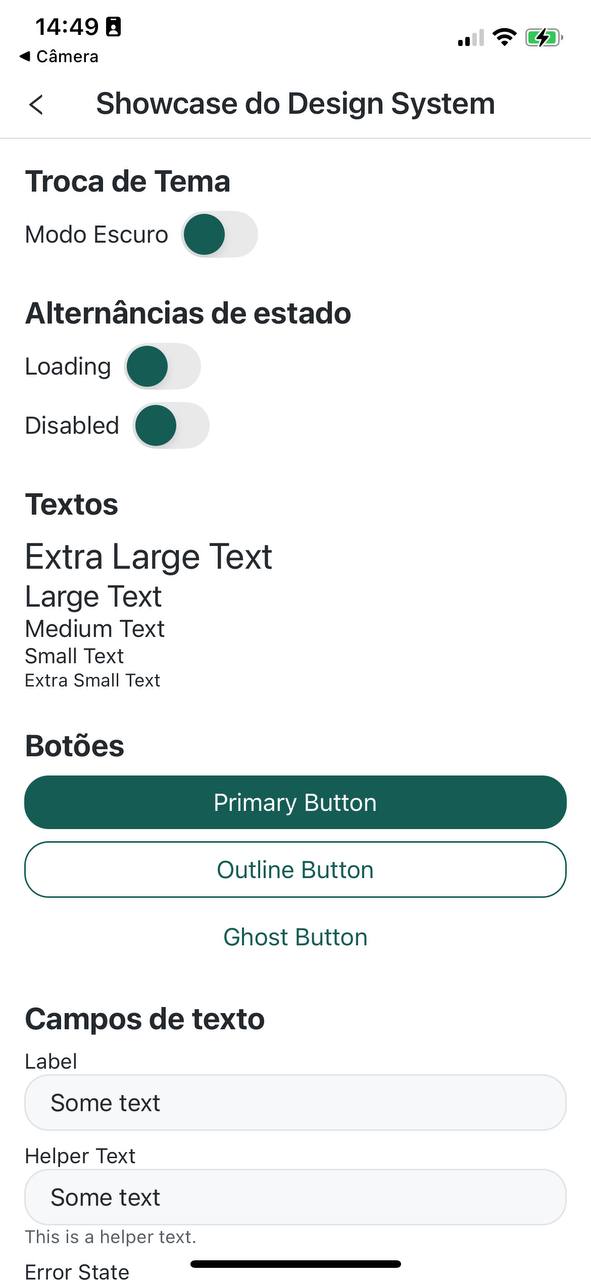 14:49
Câmera
Showcase do Design System
Troca de Tema
Modo Escuro
Alternâncias de estado
Loading
Disabled
Textos
Extra Large Text
Large Text
Medium Text
Small Text
Extra Small Text
Botões
Primary Button
Outline Button
Ghost Button
Campos de texto
Label
Some text
Helper Text
Some text
This is a helper text.
Error State